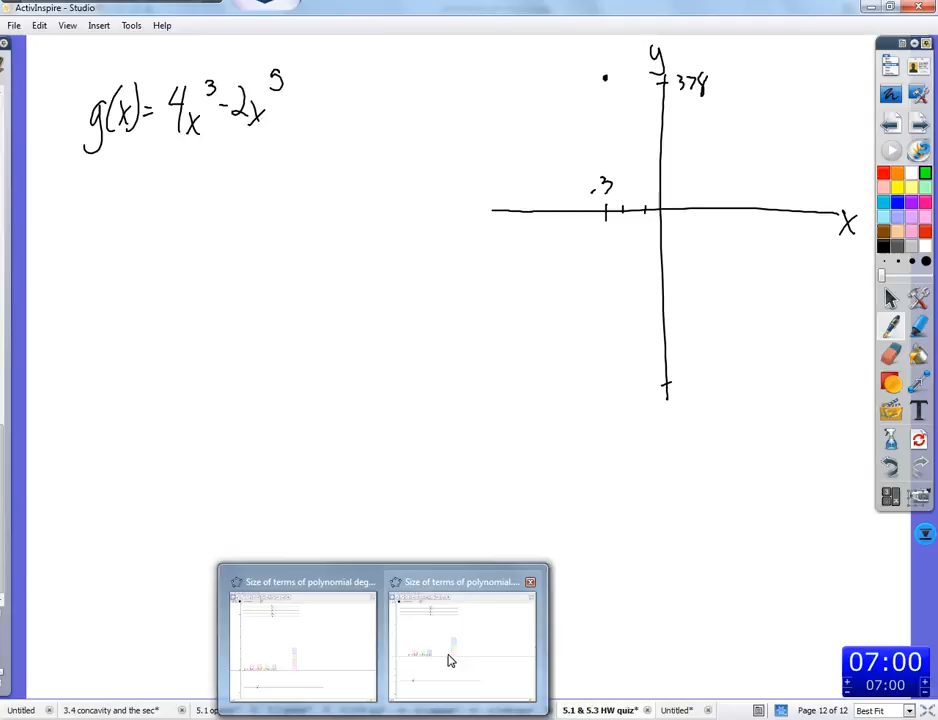 ActivInspire - Studio
File Edit View Insert Tools Help
g(x)= 4x³-2x⁵
y
378
-3
x
Size of terms of polynomial deg...
Size of terms of polynomial....
07:00
07:00
Untitled
3.4 concavity and the sec*
5.1 & 5.3 HW quiz*
Untitled*
Page 12 of 12
Best Fit